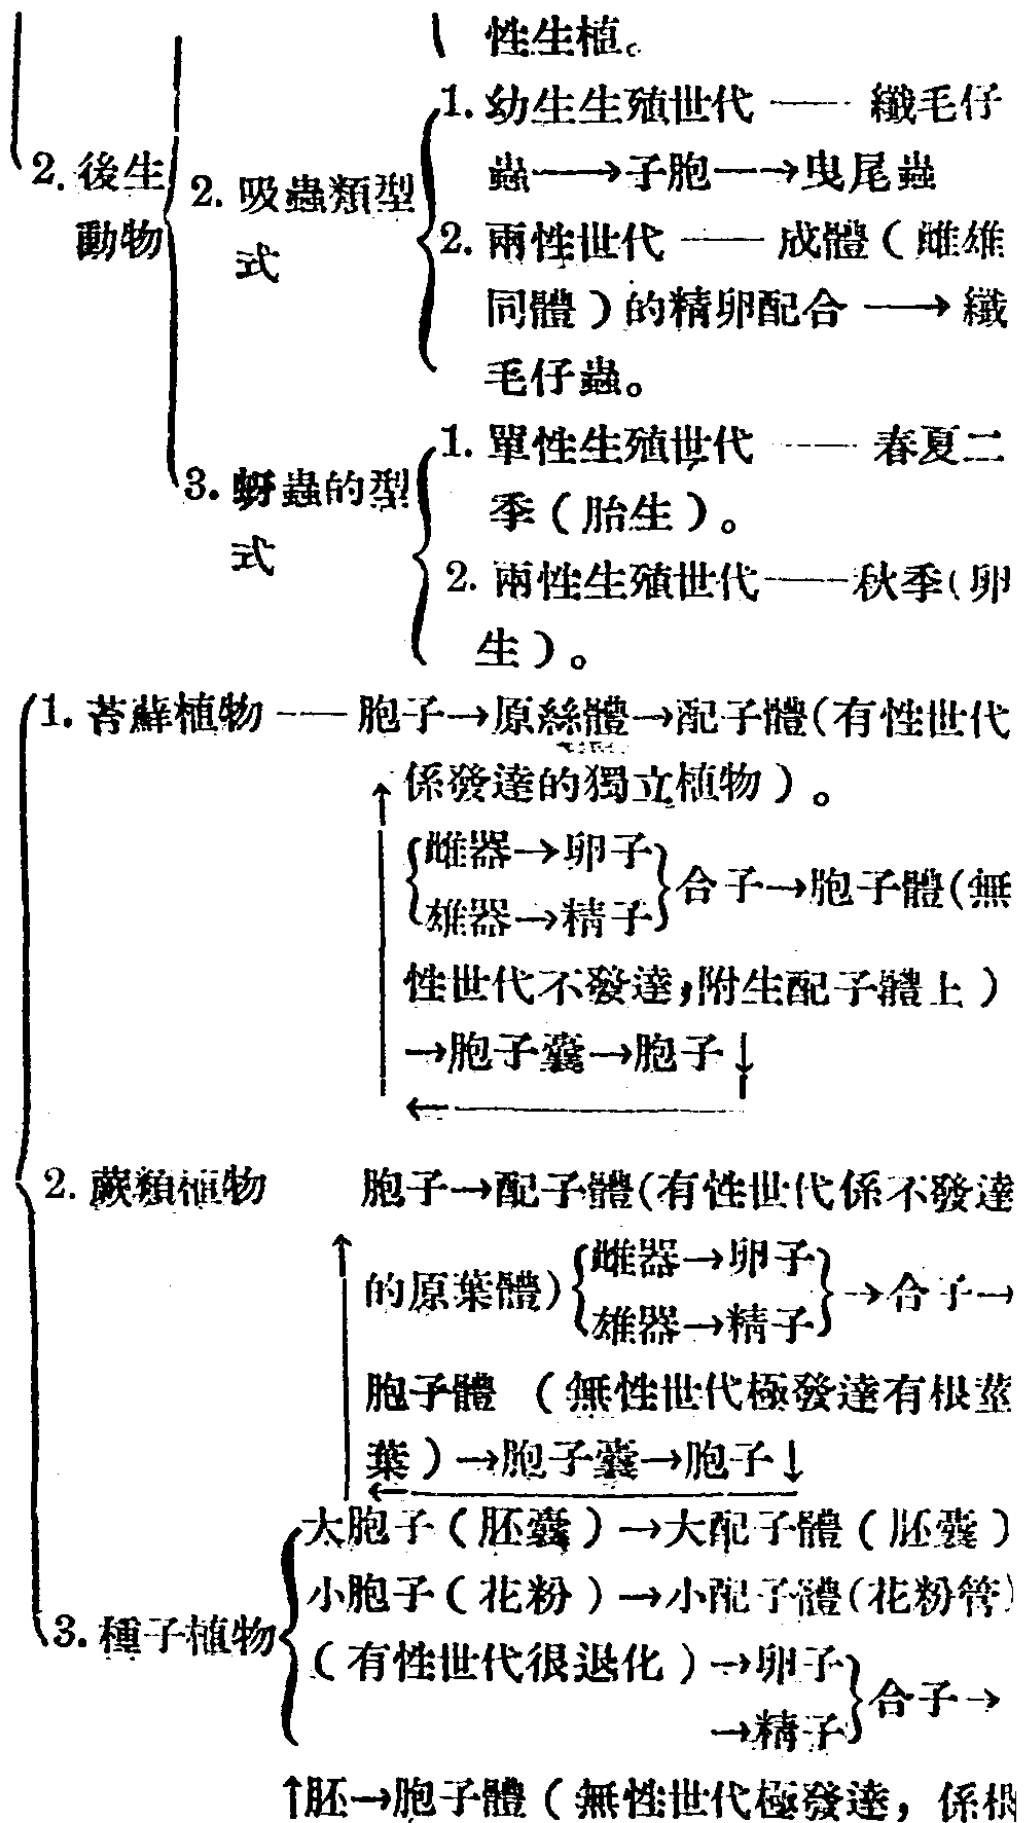 性生植。
1. 幼生生殖世代 —— 纖毛仔
蟲——→子胞——→曳尾蟲
2. 後生
動物
2. 吸蟲類型
式
2. 兩性世代 —— 成體（雌雄
同體）的精卵配合 ——→ 纖
毛仔蟲。
1. 單性生殖世代 —— 春夏二
季（胎生）。
3. 蚜蟲的型
式
2. 兩性生殖世代——秋季(卵
生）。
1. 苔蘚植物 —— 胞子→原絲體→配子體(有性世代
係發達的獨立植物）。
雌器→卵子
雄器→精子
合子→胞子體(無
性世代不發達,附生配子體上）
→胞子囊→胞子↓
2. 蕨類植物 胞子→配子體(有性世代係不發達
的原葉體)
雌器→卵子
雄器→精子
→合子→
胞子體 （無性世代極發達有根莖
葉）→胞子囊→胞子↓
3. 種子植物
大胞子（胚囊）→大配子體（胚囊）
小胞子（花粉）→小配子體(花粉管)
（有性世代很退化）→卵子
→精子
合子→
↑胚→胞子體（無性世代極發達，係根